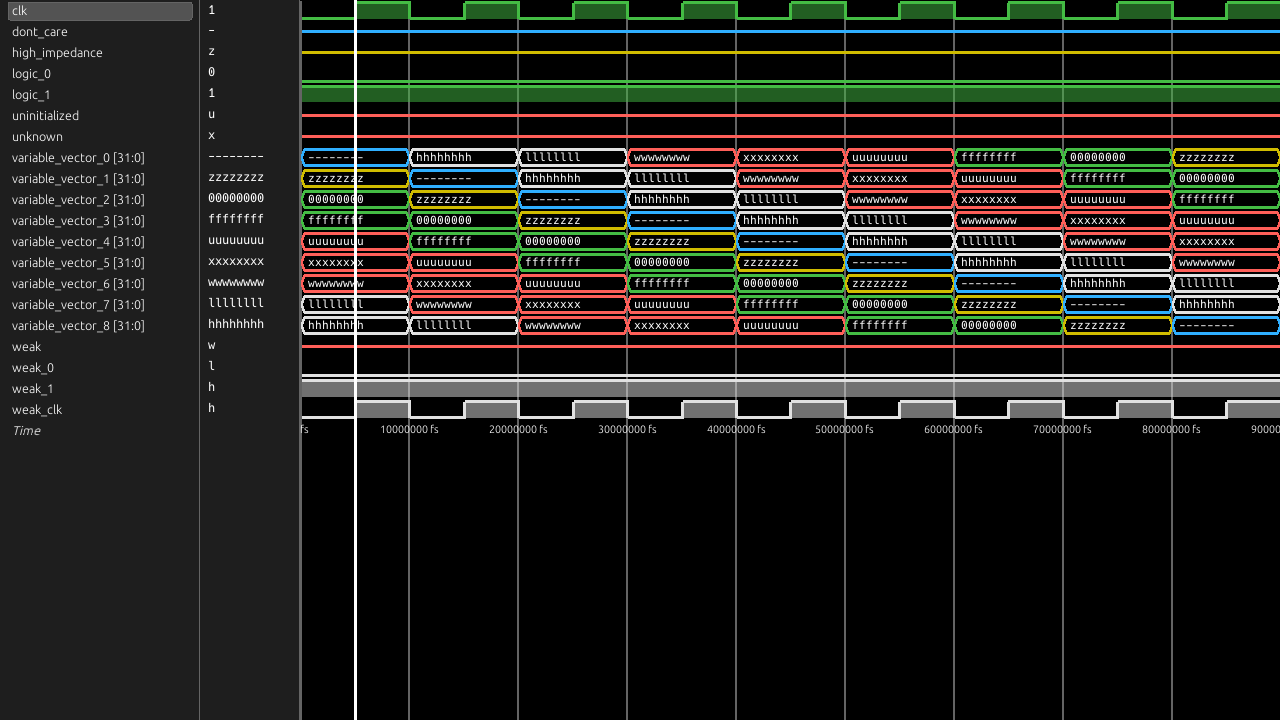 clk 1
dont_care –
high_impedance z
logic_0 0
logic_1 1
uninitialized u
unknown x
variable_vector_0 [31:0] -------- -------- hhhhhhhh llllllll wwwwwwww xxxxxxxx uuuuuuuu ffffffff 00000000 zzzzzzzz
variable_vector_1 [31:0] zzzzzzzz zzzzzzzz -------- hhhhhhhh llllllll wwwwwwww xxxxxxxx uuuuuuuu ffffffff 00000000
variable_vector_2 [31:0] 00000000 00000000 zzzzzzzz -------- hhhhhhhh llllllll wwwwwwww xxxxxxxx uuuuuuuu ffffffff
variable_vector_3 [31:0] ffffffff ffffffff 00000000 zzzzzzzz -------- hhhhhhhh llllllll wwwwwwww xxxxxxxx uuuuuuuu
variable_vector_4 [31:0] uuuuuuuu uuuuuuuu ffffffff 00000000 zzzzzzzz -------- hhhhhhhh llllllll wwwwwwww xxxxxxxx
variable_vector_5 [31:0] xxxxxxxx xxxxxxxx uuuuuuuu ffffffff 00000000 zzzzzzzz -------- hhhhhhhh llllllll wwwwwwww
variable_vector_6 [31:0] wwwwwwww wwwwwwww xxxxxxxx uuuuuuuu ffffffff 00000000 zzzzzzzz -------- hhhhhhhh llllllll
variable_vector_7 [31:0] llllllll llllllll wwwwwwww xxxxxxxx uuuuuuuu ffffffff 00000000 zzzzzzzz -------- hhhhhhhh
variable_vector_8 [31:0] hhhhhhhh hhhhhhhh llllllll wwwwwwww xxxxxxxx uuuuuuuu ffffffff 00000000 zzzzzzzz --------
weak w
weak_0 l
weak_1 h
weak_clk h
Time fs 10000000 fs 20000000 fs 30000000 fs 40000000 fs 50000000 fs 60000000 fs 70000000 fs 80000000 fs 90000